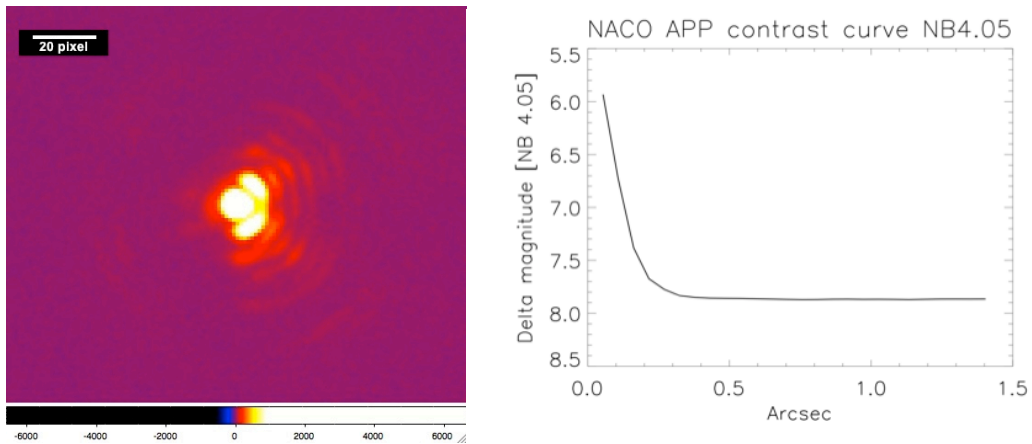 20 pixel
-6000 -4000 -2000 0 2000 4000 6000
NACO APP contrast curve NB4.05
Delta magnitude [NB 4.05]
5.5
6.0
6.5
7.0
7.5
8.0
8.5
0.0 0.5 1.0 1.5
Arcsec